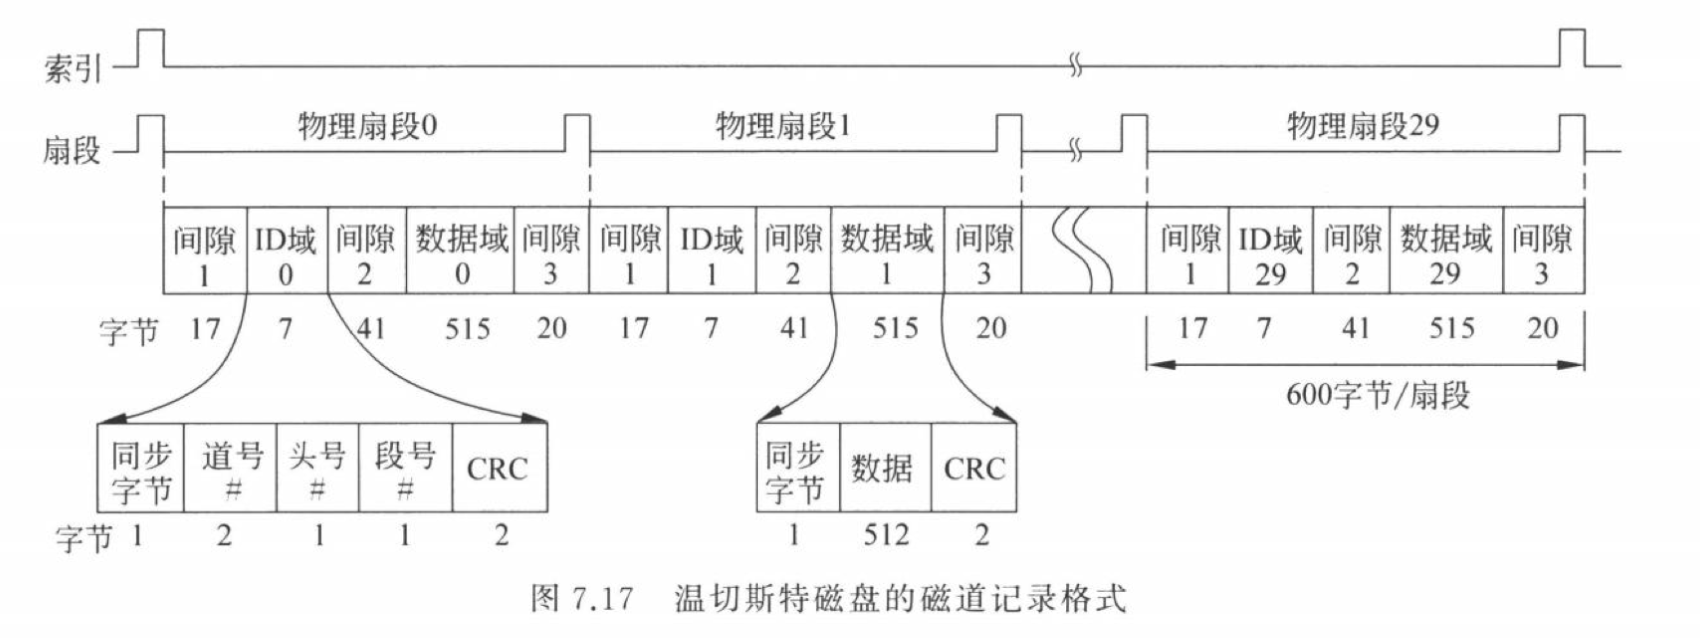 索引
扇段 物理扇段0 物理扇段1 物理扇段29
间隙 ID域 间隙 数据域 间隙 间隙 ID域 间隙 数据域 间隙 间隙 ID域 间隙 数据域 间隙
1 0 2 0 3 1 1 2 1 3 1 29 2 29 3
字节 17 7 41 515 20 17 7 41 515 20 17 7 41 515 20
600字节/扇段
同步 道号 头号 段号 CRC 同步 数据 CRC
字节 # # # 字节
字节 1 2 1 1 2 1 512 2
图 7.17 温切斯特磁盘的磁道记录格式